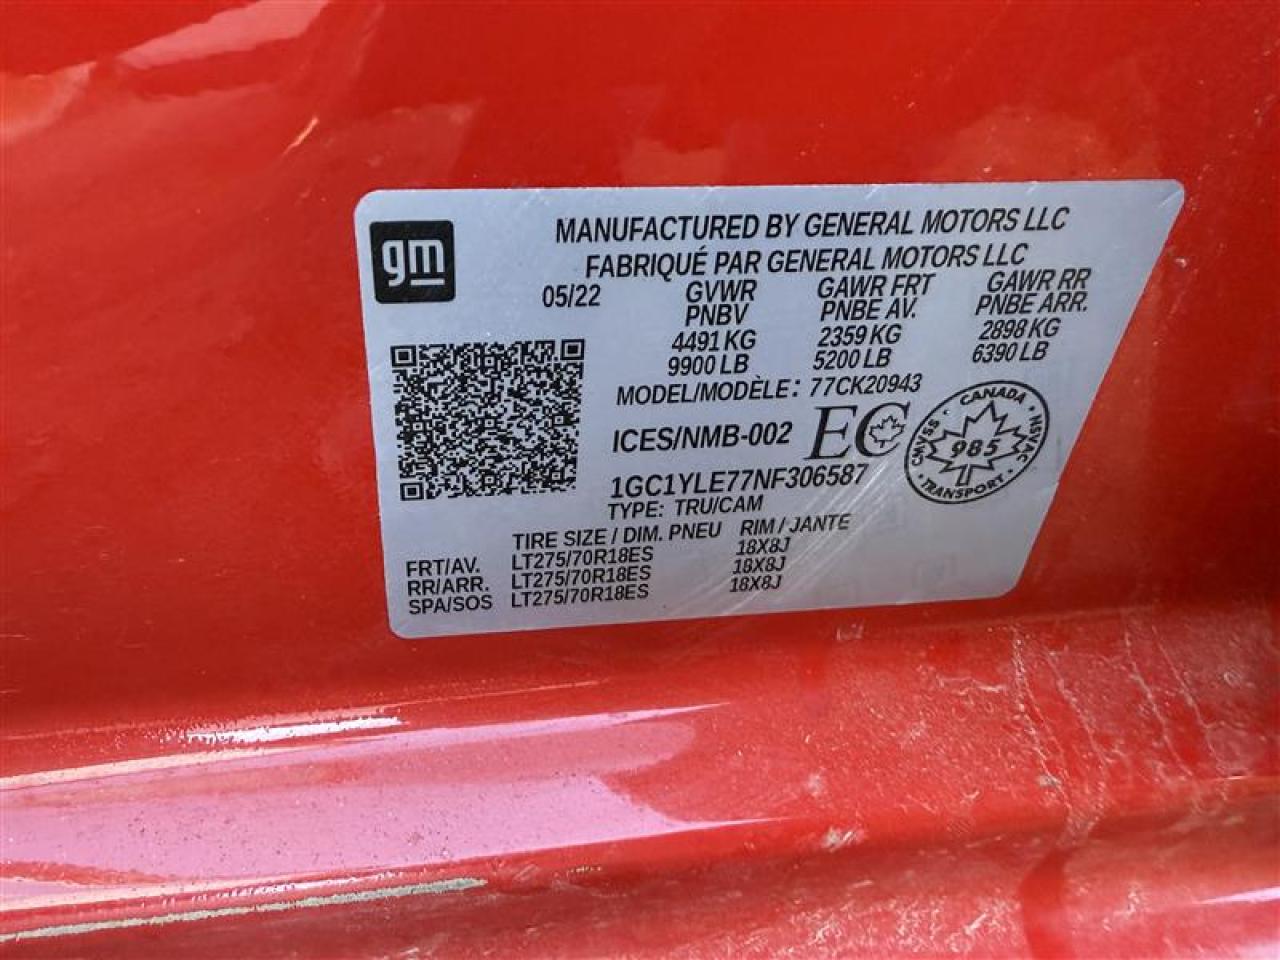 gm
MANUFACTURED BY GENERAL MOTORS LLC
FABRIQUÉ PAR GENERAL MOTORS LLC
05/22 GVWR GAWR FRT GAWR RR
PNBV PNBE AV. PNBE ARR.
4491 KG 2359 KG 2898 KG
9900 LB 5200 LB 6390 LB
MODEL/MODÈLE: 77CK20943
ICES/NMB-002 EC
CANADA
CMVSS 985 NSVAC
TRANSPORT
1GC1YLE77NF306587
TYPE: TRU/CAM
TIRE SIZE / DIM. PNEU RIM / JANTE
FRT/AV. LT275/70R18ES 18X8J
RR/ARR. LT275/70R18ES 18X8J
SPA/SOS LT275/70R18ES 18X8J